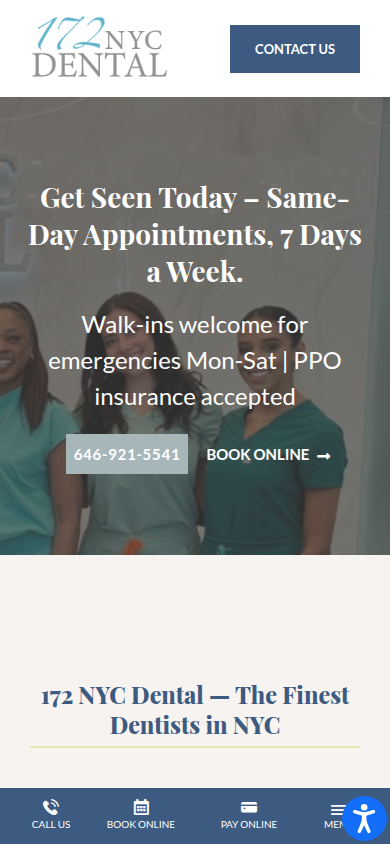 172 NYC
DENTAL
CONTACT US
Get Seen Today – Same-
Day Appointments, 7 Days
a Week.
Walk-ins welcome for
emergencies Mon-Sat | PPO
insurance accepted
646-921-5541
BOOK ONLINE
172 NYC Dental — The Finest
Dentists in NYC
CALL US
BOOK ONLINE
PAY ONLINE